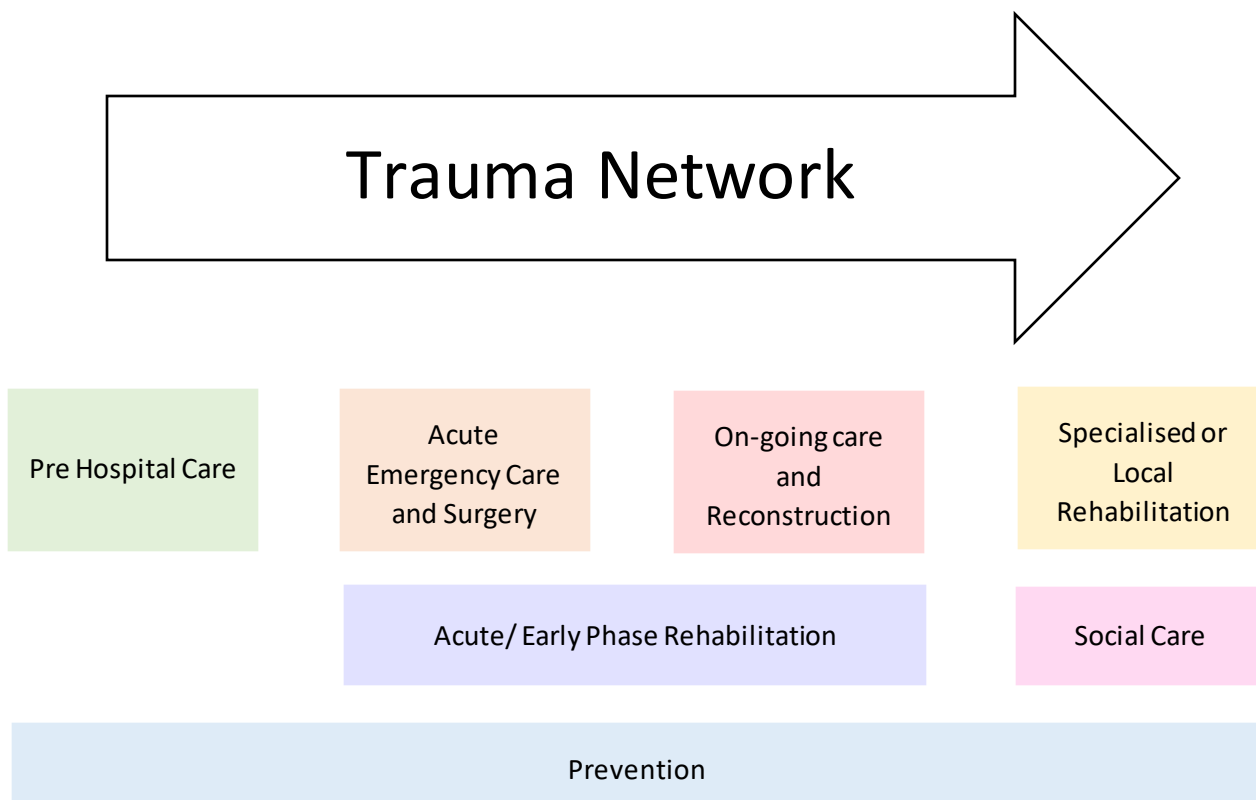 Trauma Network
Pre Hospital Care
Acute
Emergency Care
and Surgery
On-going care
and
Reconstruction
Specialised or
Local
Rehabilitation
Acute/ Early Phase Rehabilitation
Social Care
Prevention